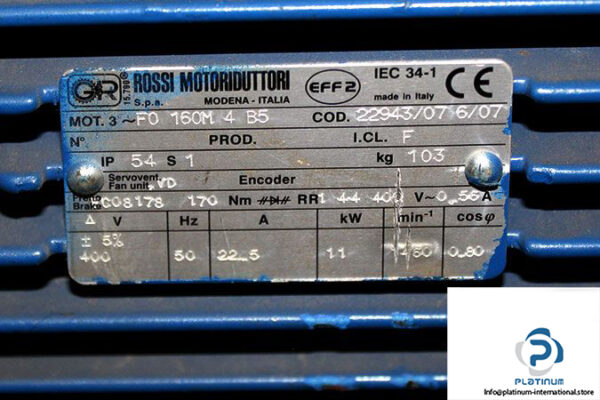 GR ROSSI MOTORIDUTTORI EFF2 IEC 34-1 CE
S.p.a. MODENA - ITALIA made in Italy
MOT. 3 ~ FO 160M 4 B5 COD. 22943/07 6/07
N° PROD. I.CL. F
IP 54 S 1 kg 103
Servovent. Fan unit VD Encoder
Freno Brake C08178 170 Nm RR1 44 400 V~ 0.56 A
Δ V Hz A kW min-1 cosφ
± 5%
400 50 22.5 11 1460 0.80
PLATINUM
Info@platinum-international.store